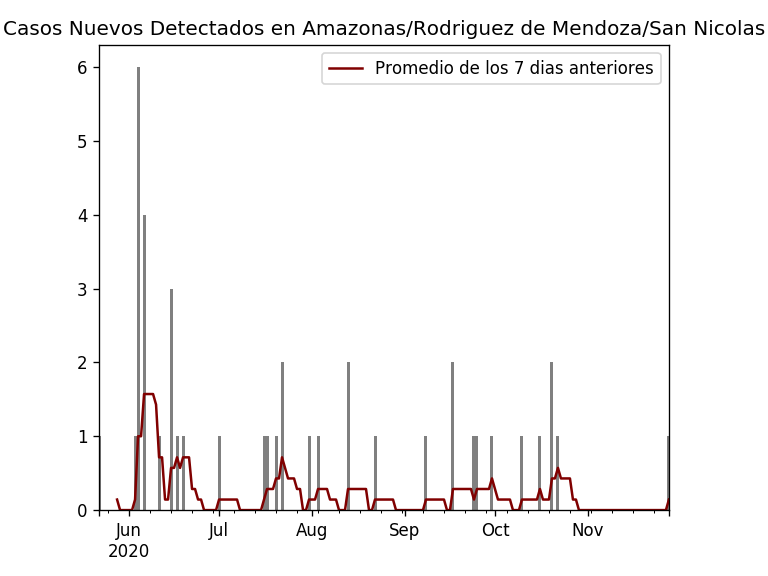 Casos Nuevos Detectados en Amazonas/Rodriguez de Mendoza/San Nicolas
Promedio de los 7 dias anteriores
6
5
4
3
2
1
0
Jun Jul Aug Sep Oct Nov
2020